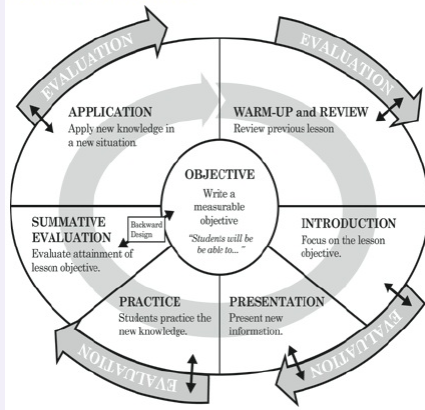 EVALUATION
EVALUATION
APPLICATION
Apply new knowledge in
a new situation.
WARM-UP and REVIEW
Review previous lesson
OBJECTIVE
Write a
measurable
objective
"Students will be
be able to..."
SUMMATIVE
EVALUATION
Evaluate attainment of
lesson objective.
Backward
Design
INTRODUCTION
Focus on the lesson
objective.
PRACTICE
Students practice the
new knowledge.
PRESENTATION
Present new
information.
EVALUATION
EVALUATION